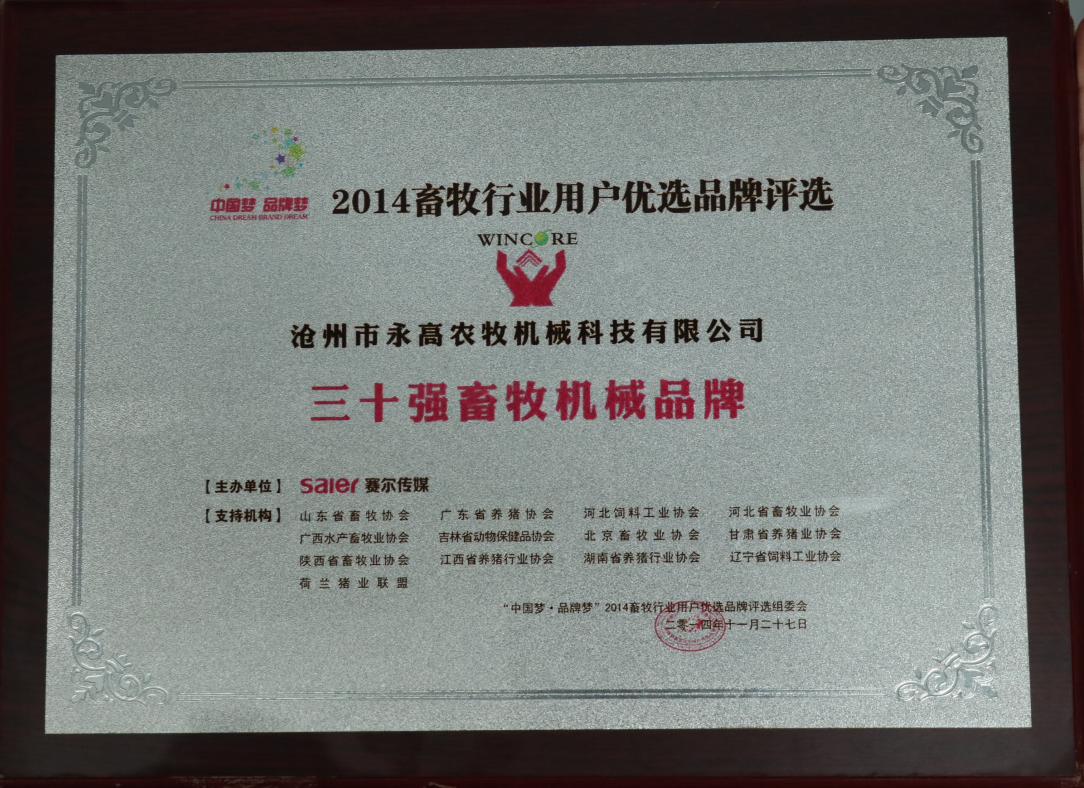 中国梦 品牌梦
CHINA DREAM BRAND DREAM
2014畜牧行业用户优选品牌评选
WINCORE
沧州市永高农牧机械科技有限公司
三十强畜牧机械品牌
【主办单位】 saier 赛尔传媒
【支持机构】 山东省畜牧协会 广东省养猪协会 河北饲料工业协会 河北省畜牧业协会
广西水产畜牧业协会 吉林省动物保健品协会 北京畜牧业协会 甘肃省养猪业协会
陕西省畜牧业协会 江西省养猪行业协会 湖南省养猪行业协会 辽宁省饲料工业协会
荷兰猪业联盟
“中国梦·品牌梦”2014畜牧行业用户优选品牌评选组委会
二零一四年十一月二十七日